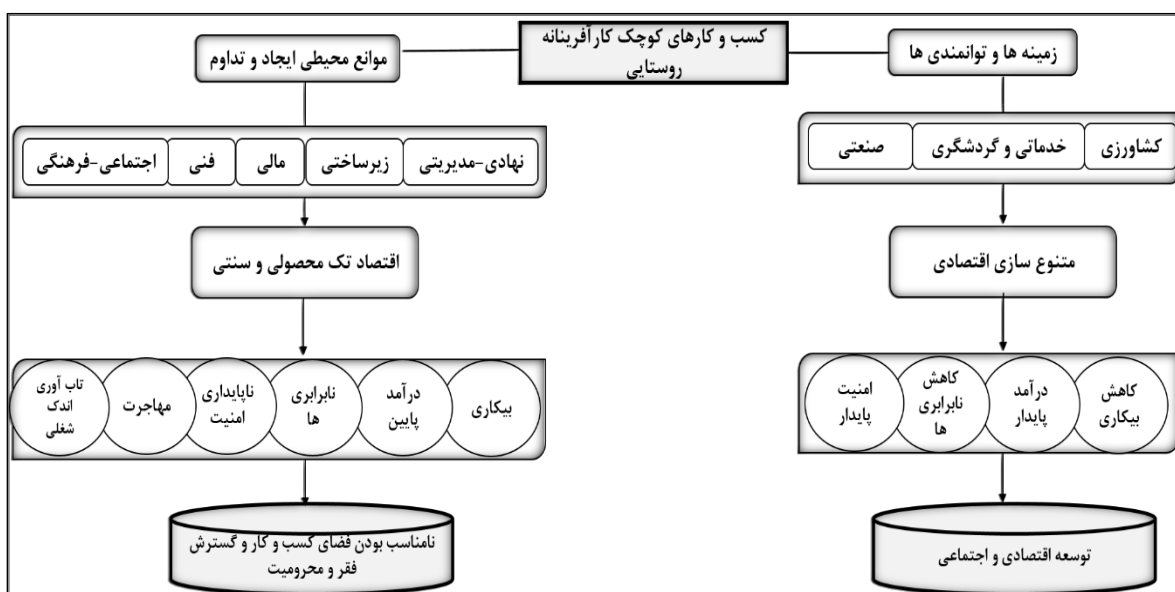 کسب و کارهای کوچک کارآفرینانه
روستایی
زمینه ها و توانمندی ها
کشاورزی
خدماتی و گردشگری
صنعتی
متنوع سازی اقتصادی
کاهش
بیکاری
درآمد
پایدار
کاهش
نابرابری
ها
امنیت
پایدار
توسعه اقتصادی و اجتماعی
موانع محیطی ایجاد و تداوم
نهادی-مدیریتی
زیرساختی
مالی
فنی
اجتماعی-فرهنگی
اقتصاد تک محصولی و سنتی
بیکاری
درآمد
پایین
نابرابری
ها
ناپایداری
امنیت
مهاجرت
تاب آوری
اندک
شغلی
نامناسب بودن فضای کسب و کار و گسترش
فقر و محرومیت